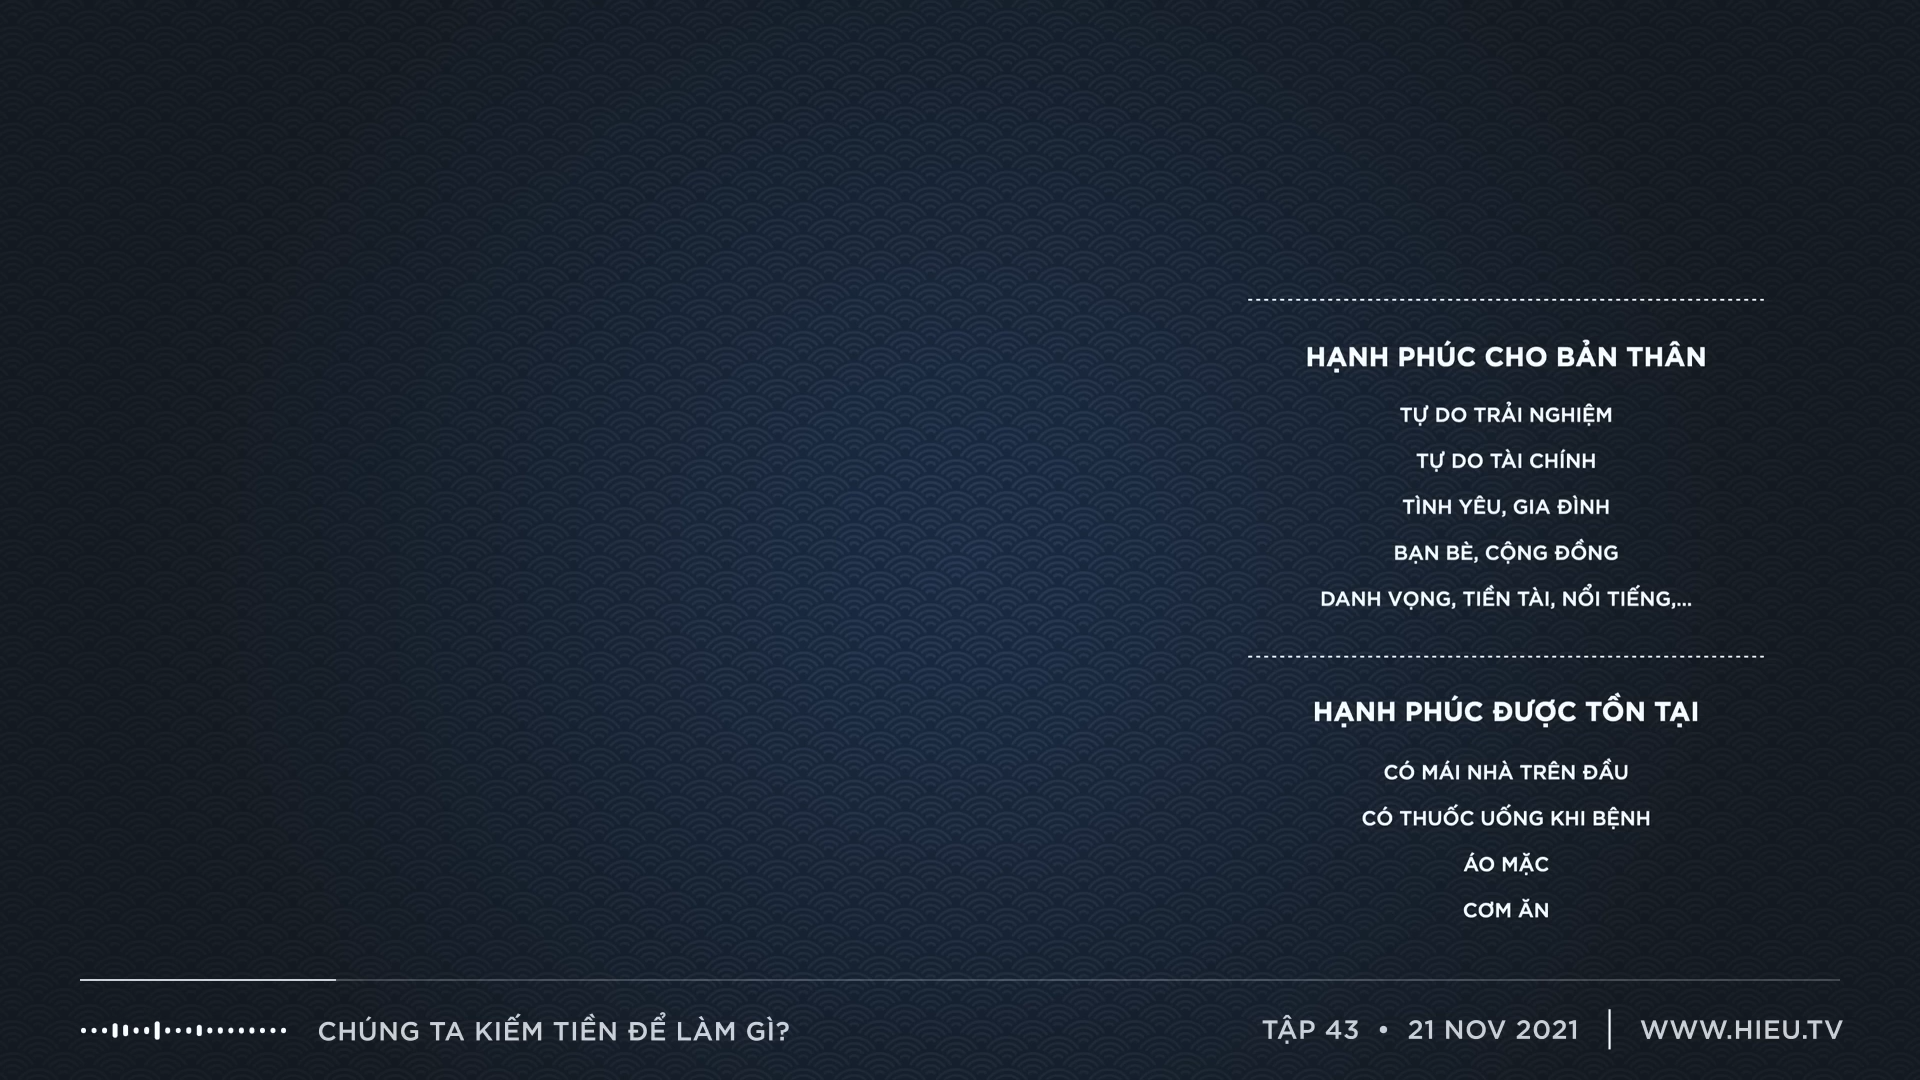 HẠNH PHÚC CHO BẢN THÂN
TỰ DO TRẢI NGHIỆM
TỰ DO TÀI CHÍNH
TÌNH YÊU, GIA ĐÌNH
BẠN BÈ, CỘNG ĐỒNG
DANH VỌNG, TIỀN TÀI, NỔI TIẾNG,...
HẠNH PHÚC ĐƯỢC TỒN TẠI
CÓ MÁI NHÀ TRÊN ĐẦU
CÓ THUỐC UỐNG KHI BỆNH
ÁO MẶC
CƠM ĂN
CHÚNG TA KIẾM TIỀN ĐỂ LÀM GÌ?
TẬP 43 • 21 NOV 2021 | WWW.HIEU.TV